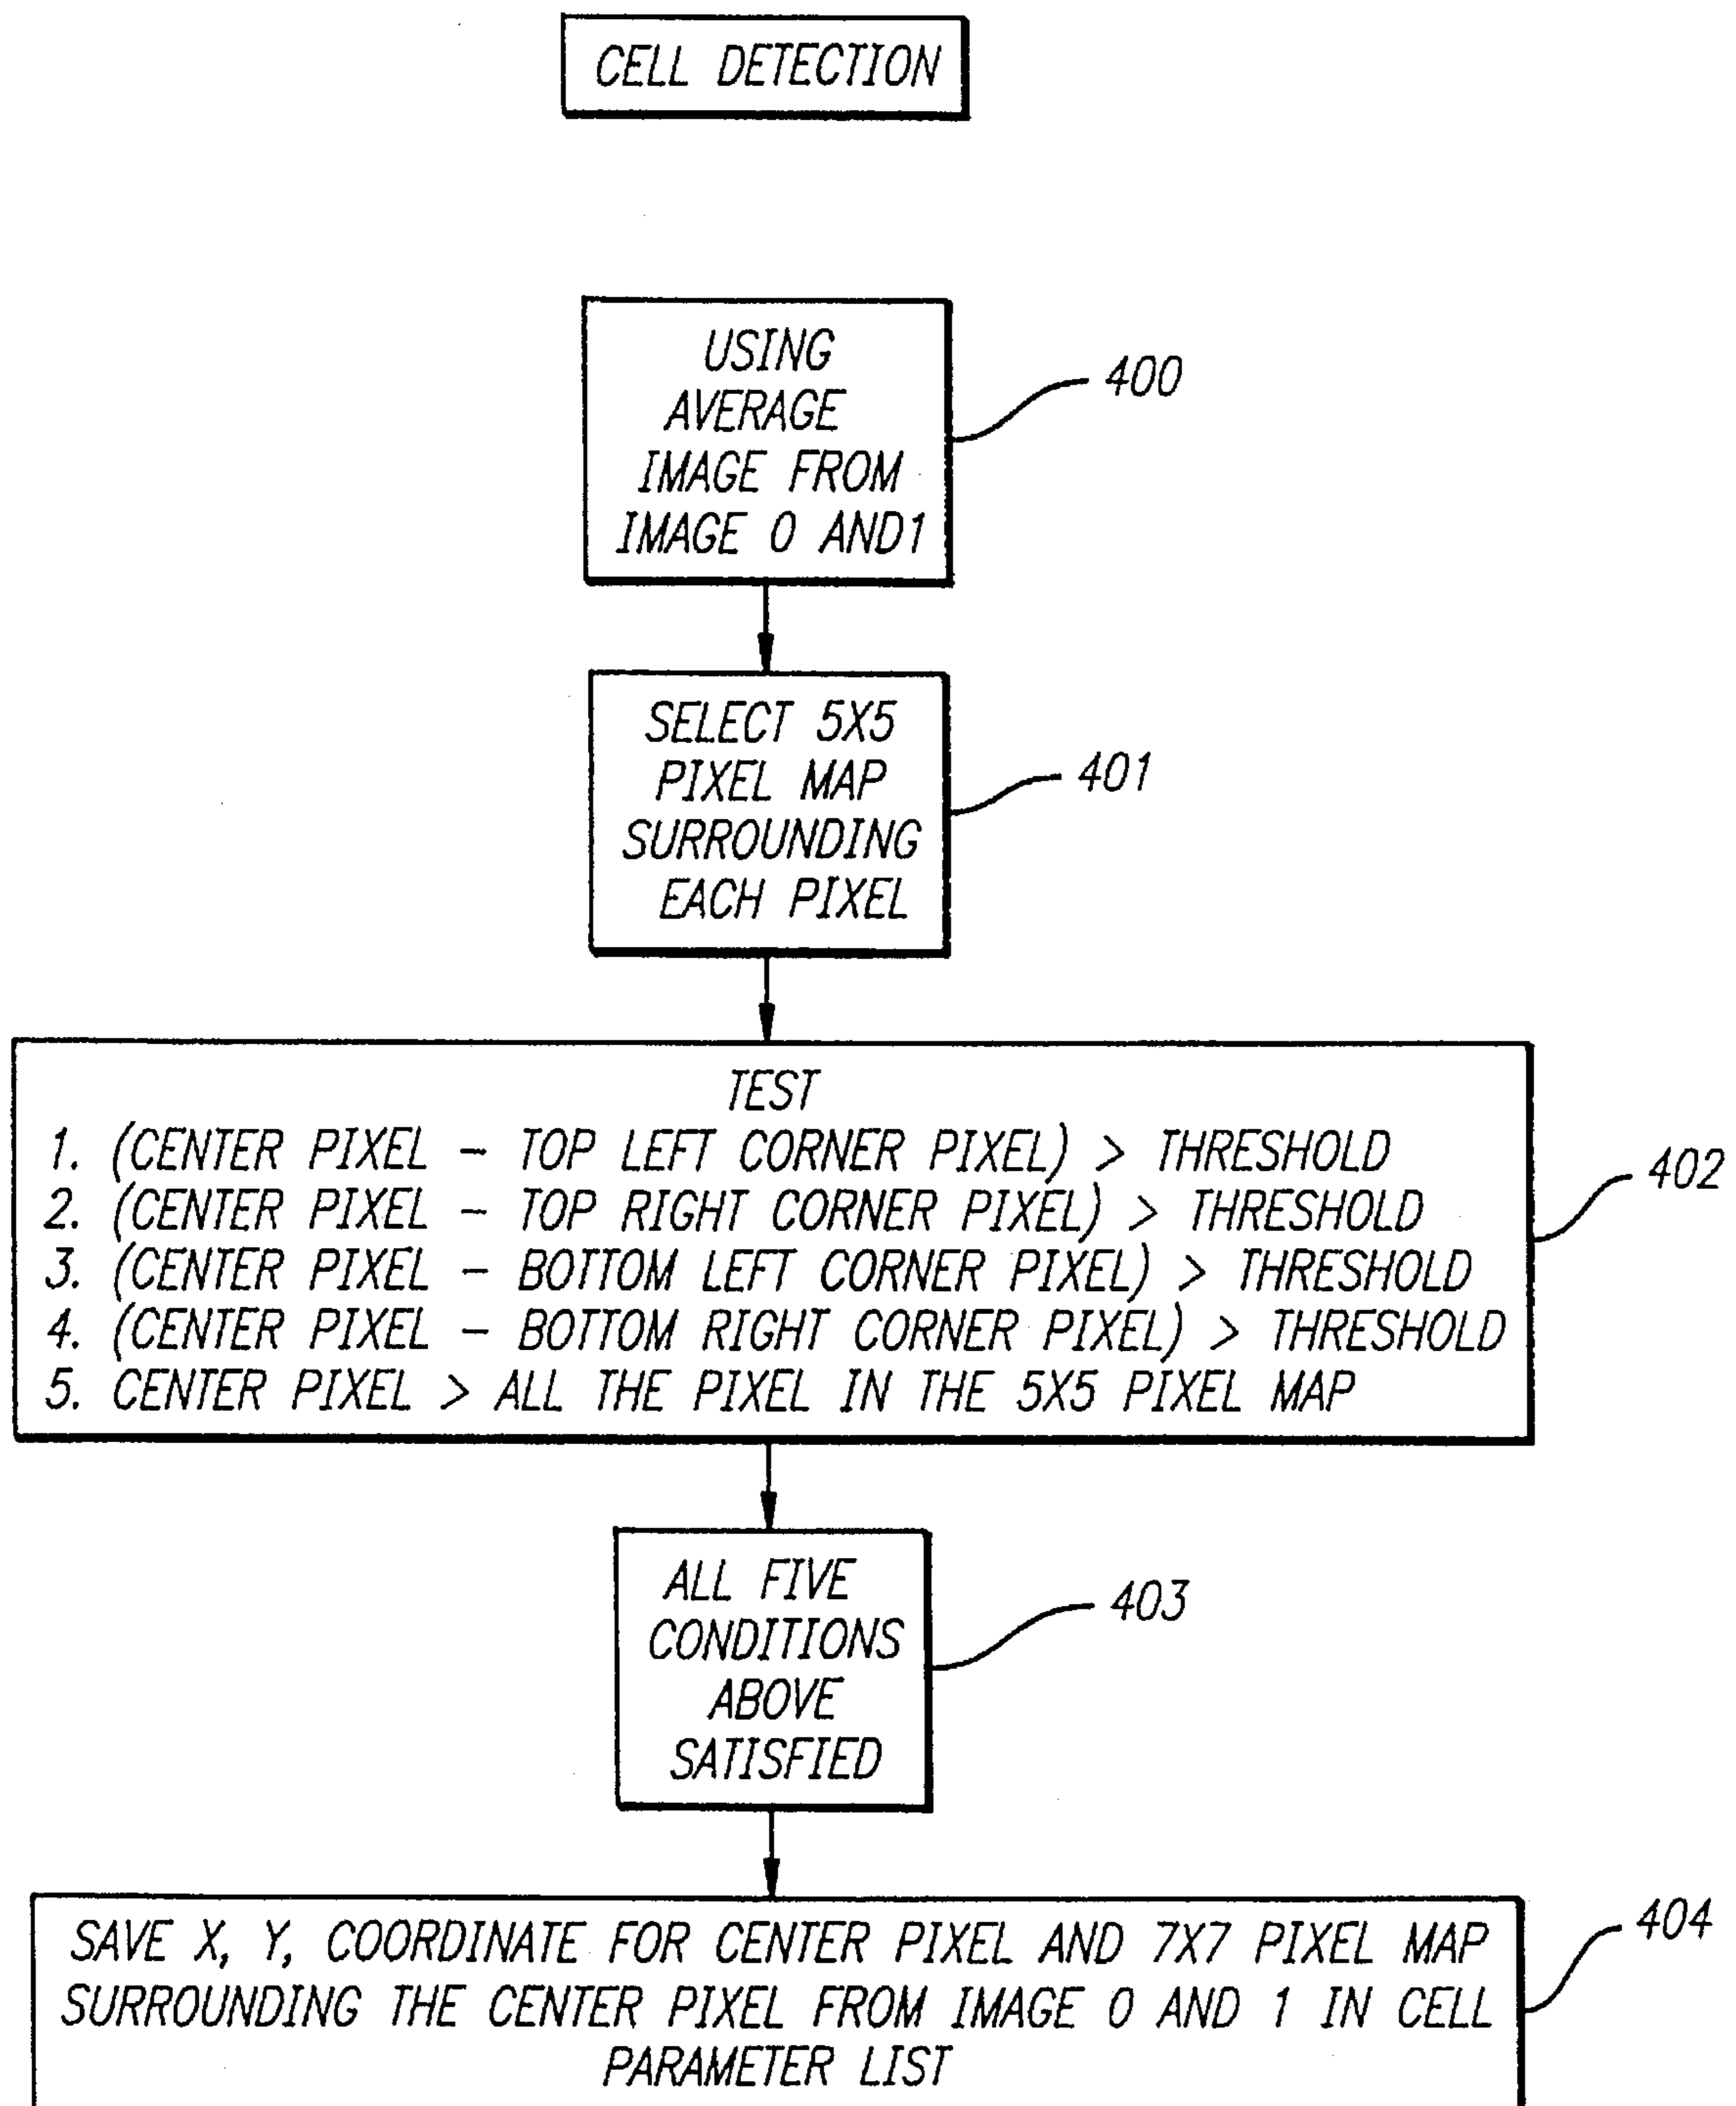 CELL DETECTION
USING
AVERAGE
IMAGE FROM
IMAGE 0 AND1
400
SELECT 5X5
PIXEL MAP
SURROUNDING
EACH PIXEL
401
TEST
1. (CENTER PIXEL – TOP LEFT CORNER PIXEL) > THRESHOLD
2. (CENTER PIXEL – TOP RIGHT CORNER PIXEL) > THRESHOLD
3. (CENTER PIXEL – BOTTOM LEFT CORNER PIXEL) > THRESHOLD
4. (CENTER PIXEL – BOTTOM RIGHT CORNER PIXEL) > THRESHOLD
5. CENTER PIXEL > ALL THE PIXEL IN THE 5X5 PIXEL MAP
402
ALL FIVE
CONDITIONS
ABOVE
SATISFIED
403
SAVE X, Y, COORDINATE FOR CENTER PIXEL AND 7X7 PIXEL MAP
SURROUNDING THE CENTER PIXEL FROM IMAGE 0 AND 1 IN CELL
PARAMETER LIST
404